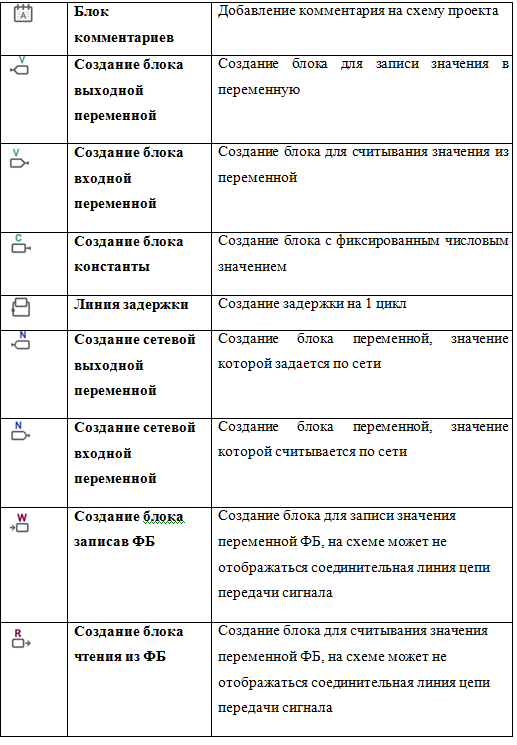 A
Блок
комментариев
Добавление комментария на схему проекта
V
Создание блока
выходной
переменной
Создание блока для записи значения в
переменную
V
Создание блока
входной
переменной
Создание блока для считывания значения из
переменной
C
Создание блока
константы
Создание блока с фиксированным числовым
значением
Линия задержки
Создание задержки на 1 цикл
N
Создание сетевой
выходной
переменной
Создание блока переменной, значение
которой задается по сети
N
Создание сетевой
входной
переменной
Создание блока переменной, значение
которой считывается по сети
W
Создание блока
записав ФБ
Создание блока для записи значения
переменной ФБ, на схеме может не
отображаться соединительная линия цепи
передачи сигнала
R
Создание блока
чтения из ФБ
Создание блока для считывания значения
переменной ФБ, на схеме может не
отображаться соединительная линия цепи
передачи сигнала